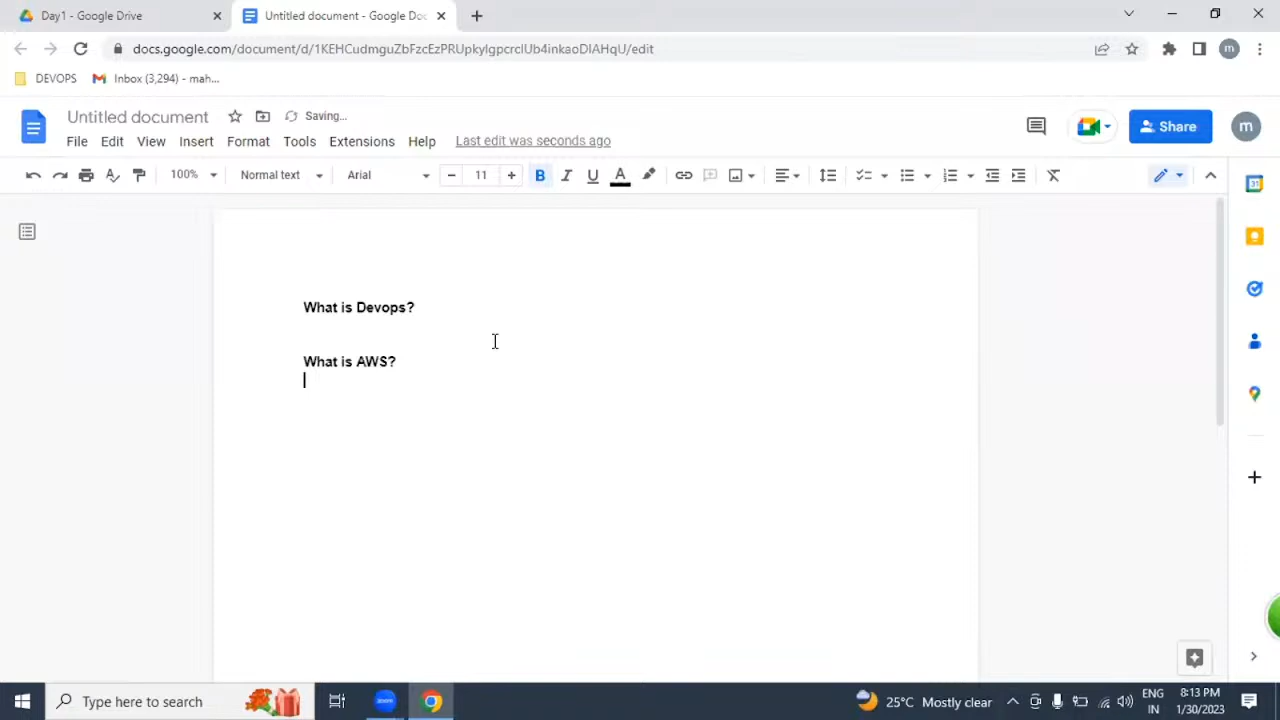 Day1 - Google Drive
Untitled document - Google Doc
docs.google.com/document/d/1KEHCudmguZbFzcEzPRUpkylgpcrclUb4inkaoDIAHqU/edit
m
DEVOPS
Inbox (3,294) - mah...
Untitled document
Saving...
Share
m
File Edit View Insert Format Tools Extensions Help Last edit was seconds ago
100% Normal text Arial 11 B I U A
31
What is Devops?
What is AWS?
Type here to search
zoom
25°C Mostly clear
ENG
IN
8:13 PM
1/30/2023